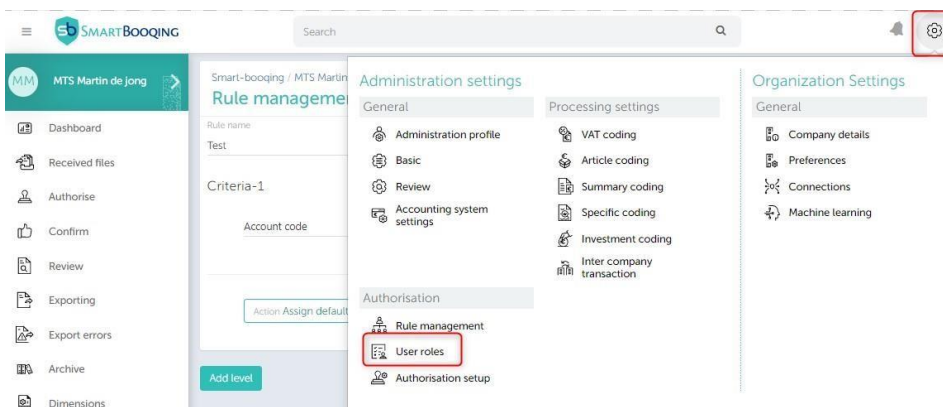 SMARTBOOQING
Search
MM
MTS Martin de jong
Dashboard
Received files
Authorise
Confirm
Review
Exporting
Export errors
Archive
Dimensions
Smart-booqing / MTS Martin
Rule manageme
Rule name
Test
Criteria-1
Account code
Action Assign default
Add level
Administration settings
General
Administration profile
Basic
Review
Accounting system
settings
Processing settings
VAT coding
Article coding
Summary coding
Specific coding
Investment coding
Inter company
transaction
Authorisation
Rule management
User roles
Authorisation setup
Organization Settings
General
Company details
Preferences
Connections
Machine learning